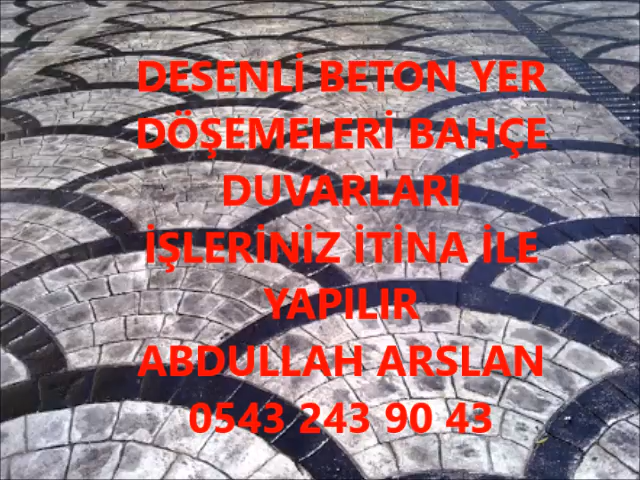 DESENLİ BETON YER
DÖŞEMELERİ BAHÇE
DUVARLARI
İŞLERİNİZ İTİNA İLE
YAPILIR
ABDULLAH ARSLAN
0543 243 90 43